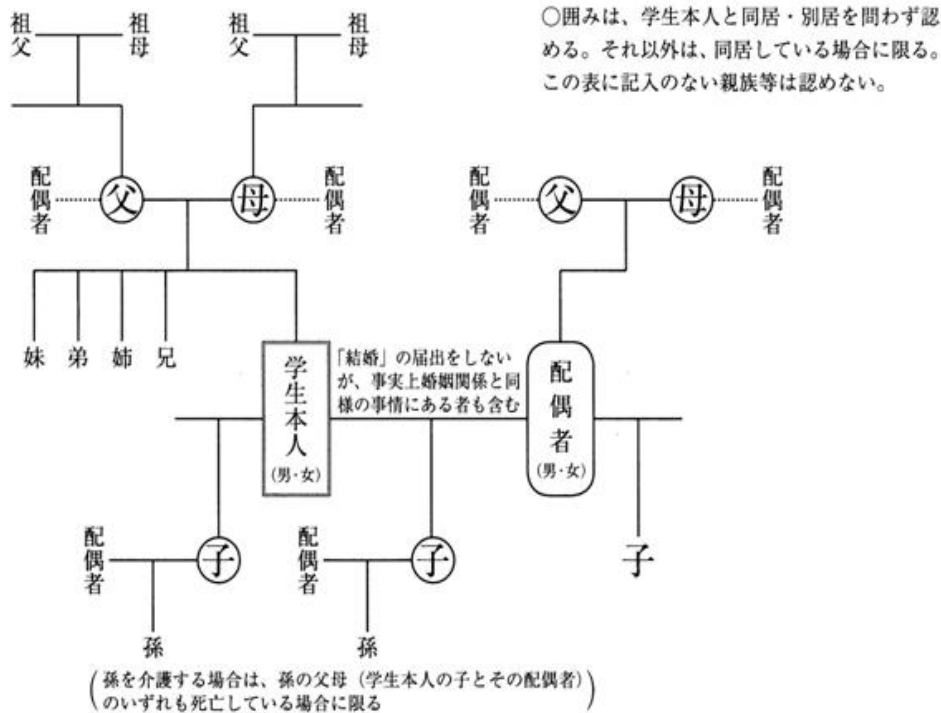 祖父
祖母
祖父
祖母
○囲みは、学生本人と同居・別居を問わず認
める。それ以外は、同居している場合に限る。
この表に記入のない親族等は認めない。
配偶者
父
母
配偶者
配偶者
父
母
配偶者
妹
弟
姉
兄
学生本人
(男・女)
「結婚」の届出をしない
が、事実上婚姻関係と同
様の事情にある者も含む
配偶者
(男・女)
配偶者
子
配偶者
子
子
孫
孫
(孫を介護する場合は、孫の父母（学生本人の子とその配偶者）
のいずれも死亡している場合に限る)